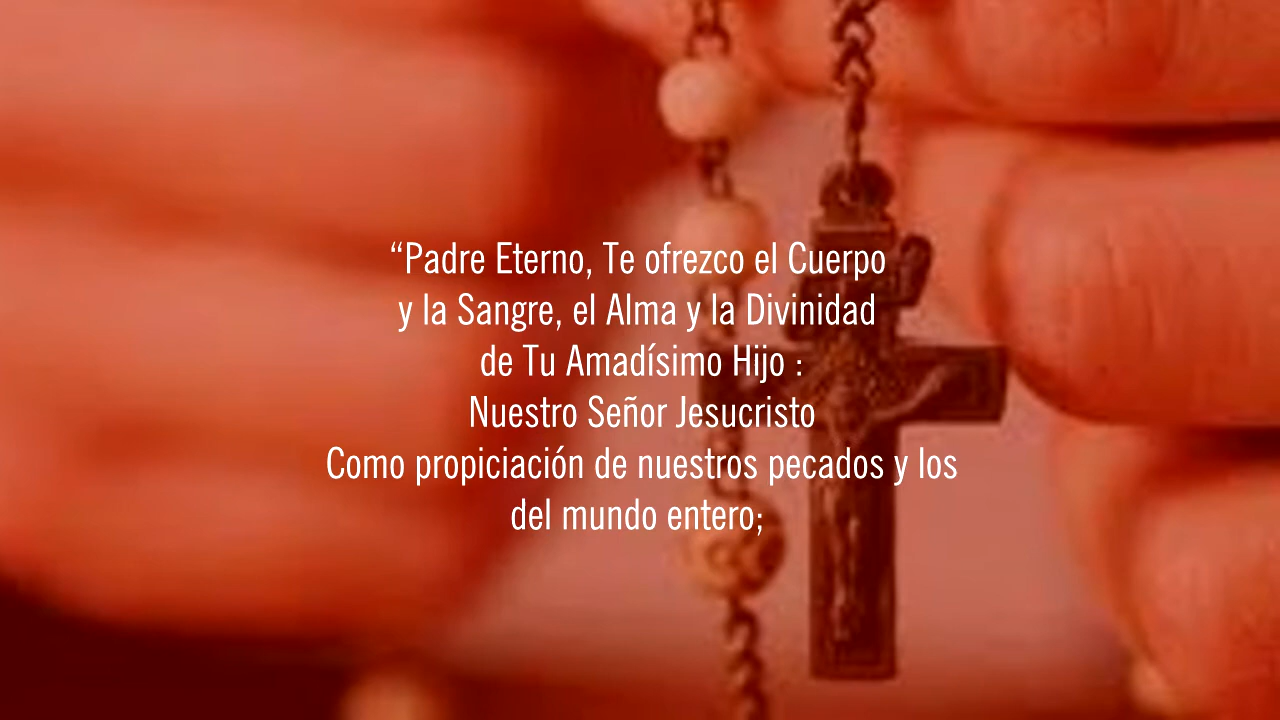 “Padre Eterno, Te ofrezco el Cuerpo
y la Sangre, el Alma y la Divinidad
de Tu Amadísimo Hijo :
Nuestro Señor Jesucristo
Como propiciación de nuestros pecados y los
del mundo entero;